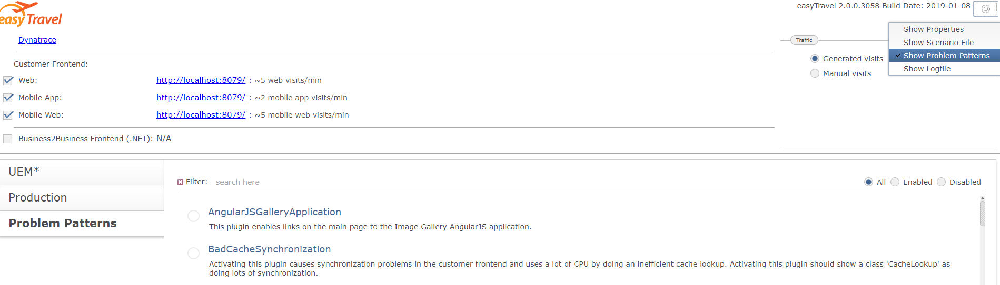 easyTravel 2.0.0.3058 Build Date: 2019-01-08
easyTravel
Dynatrace
Customer Frontend:
Web: http://localhost:8079/ : ~5 web visits/min
Mobile App: http://localhost:8079/ : ~2 mobile app visits/min
Mobile Web: http://localhost:8079/ : ~5 mobile web visits/min
Business2Business Frontend (.NET): N/A
Traffic
Generated visits
Manual visits
Show Properties
Show Scenario File
Show Problem Patterns
Show Logfile
UEM*
Production
Problem Patterns
Filter: search here
All Enabled Disabled
AngularJSGalleryApplication
This plugin enables links on the main page to the Image Gallery AngularJS application.
BadCacheSynchronization
Activating this plugin causes synchronization problems in the customer frontend and uses a lot of CPU by doing an inefficient cache lookup. Activating this plugin should show a class 'CacheLookup' as
doing lots of synchronization.